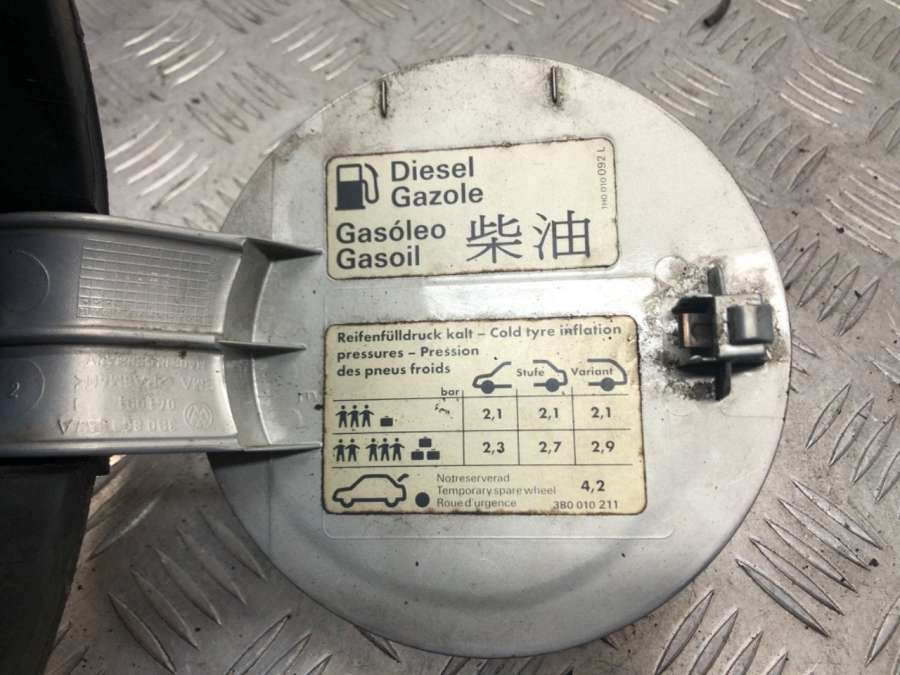 Diesel
Gazole
Gasóleo
Gasoil
柴油
1H0 010 092 L
Reifenfülldruck kalt – Cold tyre inflation
pressures – Pression
des pneus froids
Stufe Variant
bar
2,1 2,1 2,1
2,3 2,7 2,9
Notreserverad
Temporary spare wheel 4,2
Roue d'urgence 3B0 010 211
2